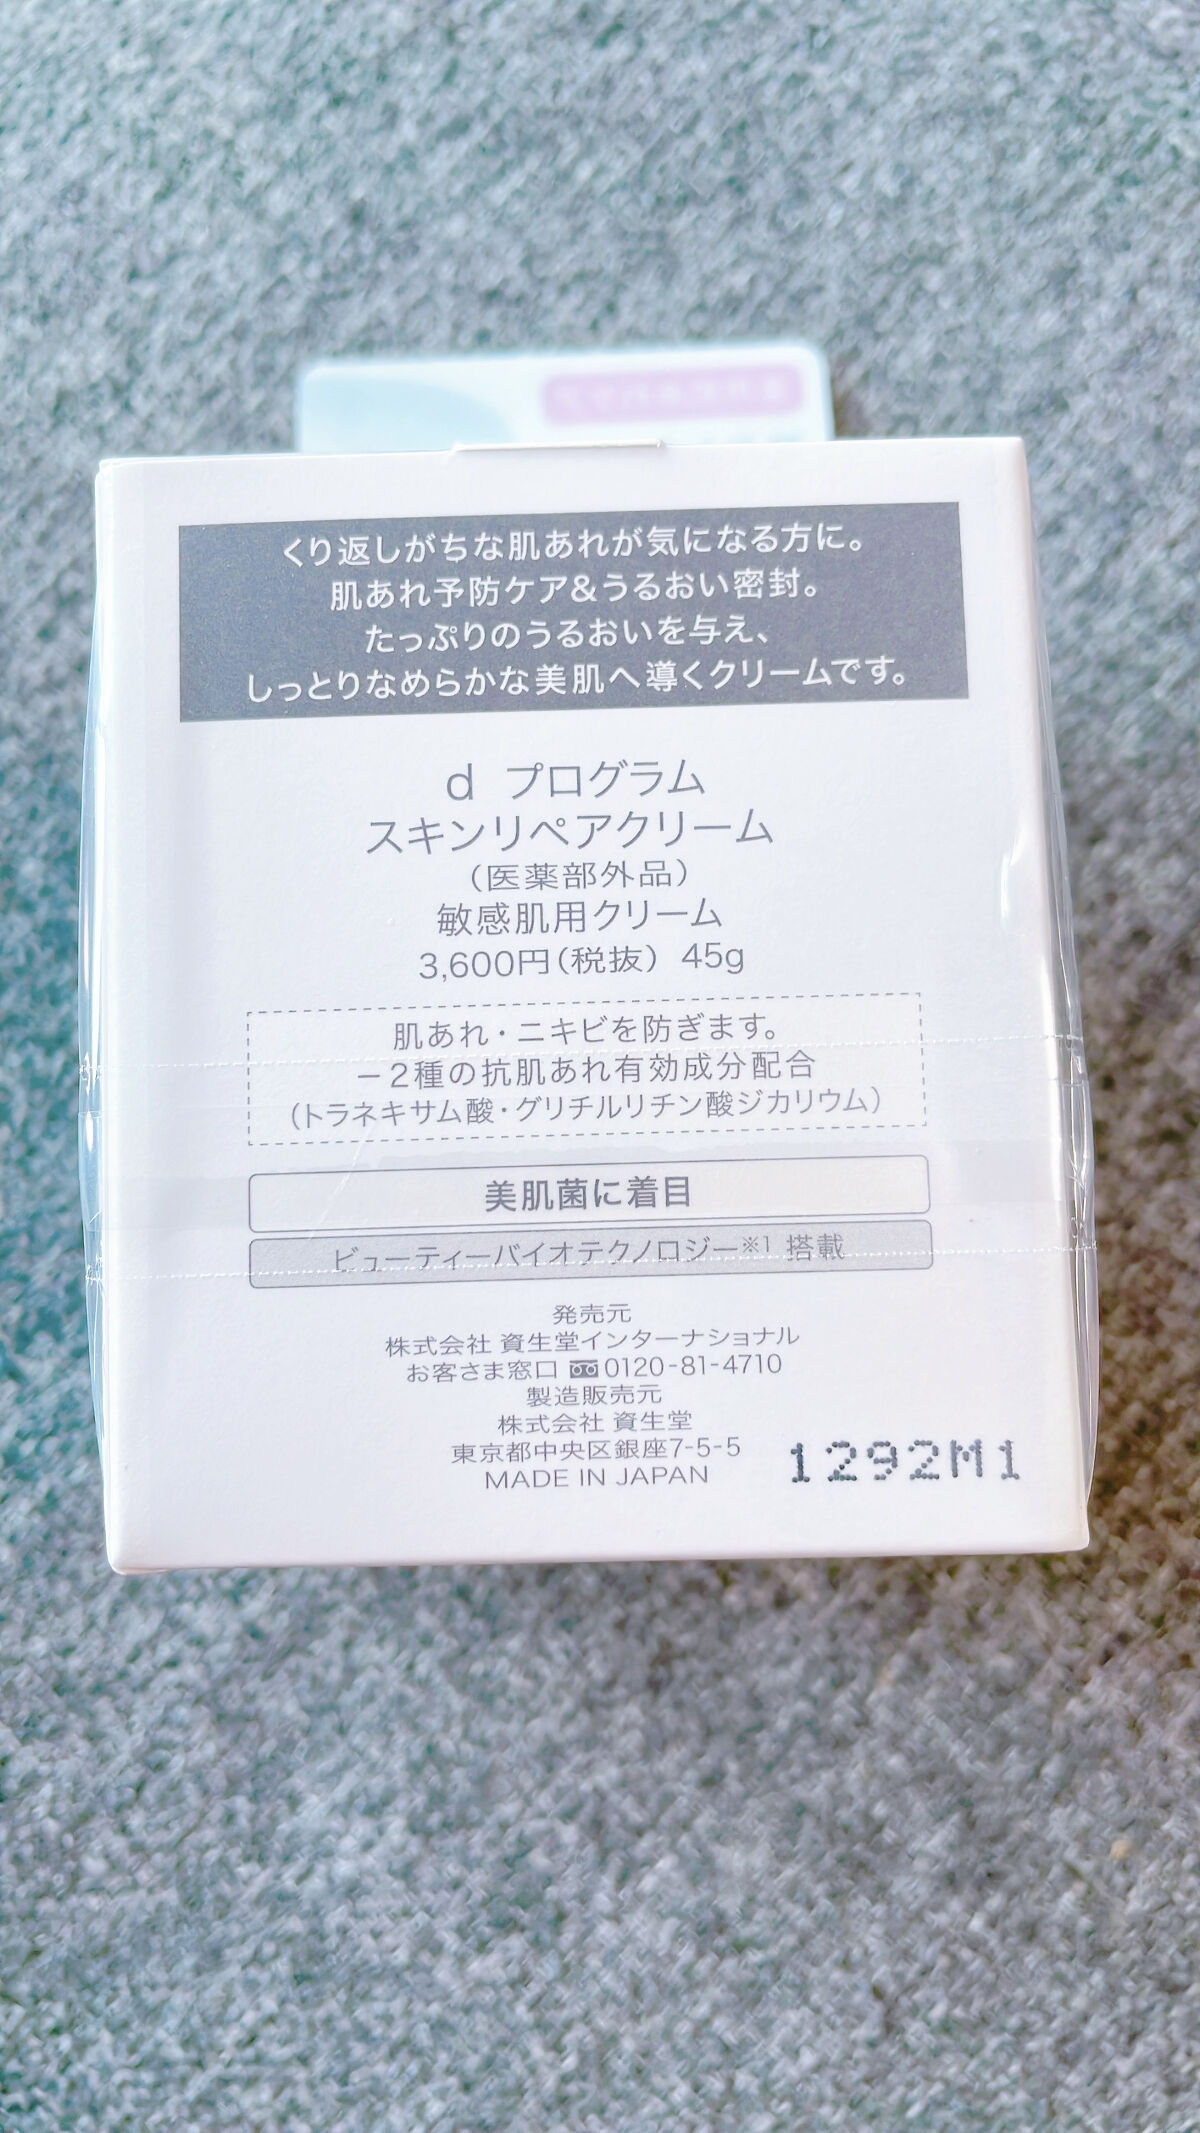 くり返しがちな肌あれが気になる方に。
肌あれ予防ケア&うるおい密封。
たっぷりのうるおいを与え、
しっとりなめらかな美肌へ導くクリームです。
d プログラム
スキンリペアクリーム
(医薬部外品)
敏感肌用クリーム
3,600円(税抜) 45g
肌あれ・ニキビを防ぎます。
－2種の抗肌あれ有効成分配合
(トラネキサム酸・グリチルリチン酸ジカリウム)
美肌菌に着目
ビューティーバイオテクノロジー※1 搭載
発売元
株式会社 資生堂インターナショナル
お客さま窓口 0120-81-4710
製造販売元
株式会社 資生堂
東京都中央区銀座7-5-5
MADE IN JAPAN
1292M1